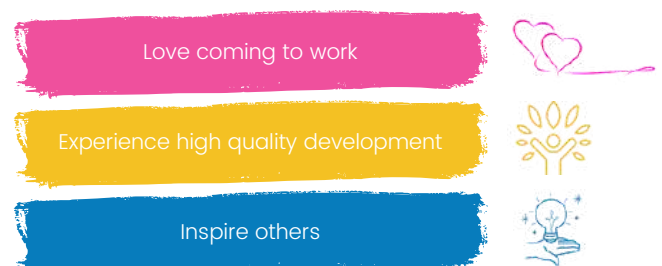 Love coming to work
Experience high quality development
Inspire others